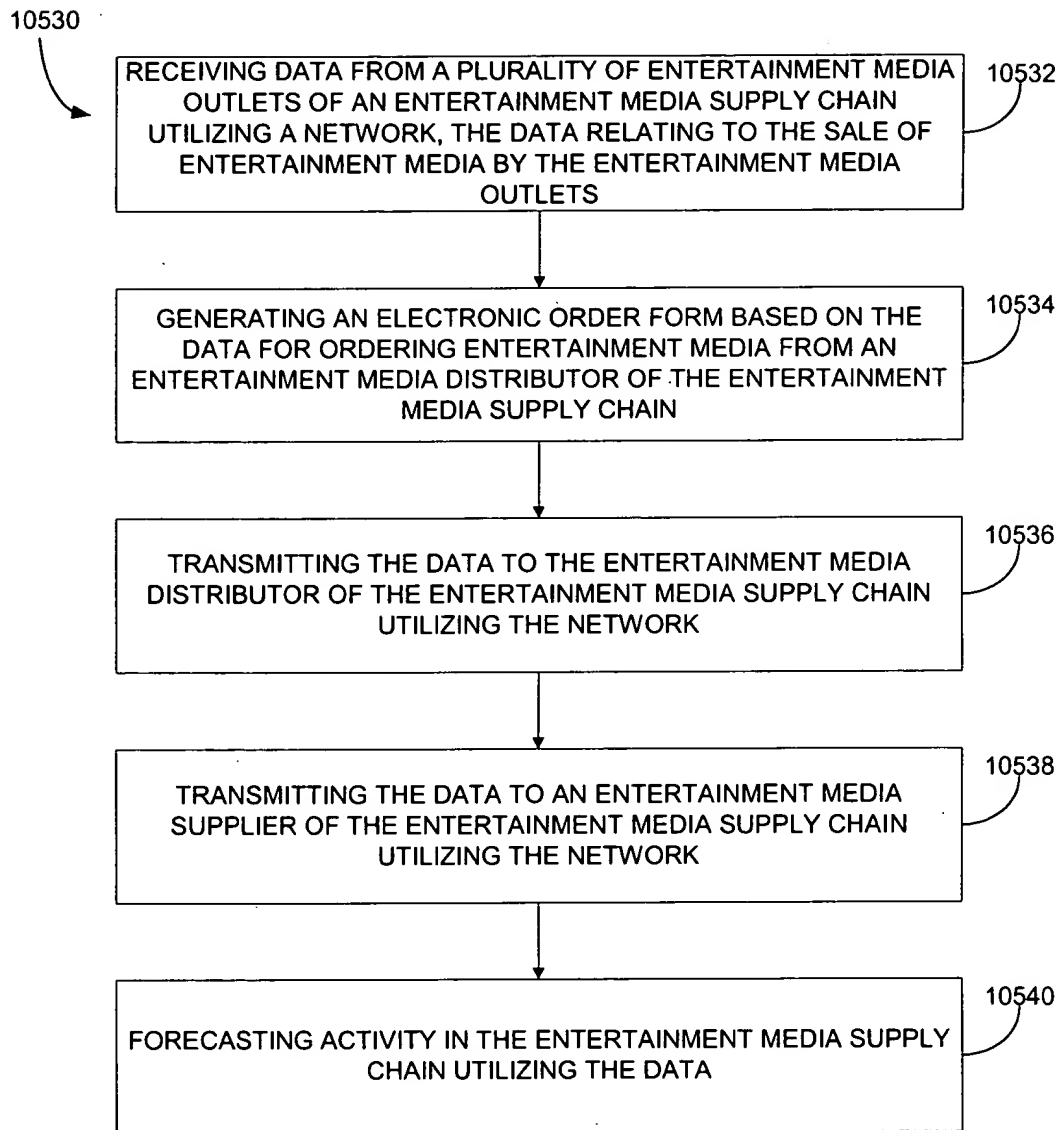 10530
RECEIVING DATA FROM A PLURALITY OF ENTERTAINMENT MEDIA
OUTLETS OF AN ENTERTAINMENT MEDIA SUPPLY CHAIN
UTILIZING A NETWORK, THE DATA RELATING TO THE SALE OF
ENTERTAINMENT MEDIA BY THE ENTERTAINMENT MEDIA
OUTLETS
10532
GENERATING AN ELECTRONIC ORDER FORM BASED ON THE
DATA FOR ORDERING ENTERTAINMENT MEDIA FROM AN
ENTERTAINMENT MEDIA DISTRIBUTOR OF THE ENTERTAINMENT
MEDIA SUPPLY CHAIN
10534
TRANSMITTING THE DATA TO THE ENTERTAINMENT MEDIA
DISTRIBUTOR OF THE ENTERTAINMENT MEDIA SUPPLY CHAIN
UTILIZING THE NETWORK
10536
TRANSMITTING THE DATA TO AN ENTERTAINMENT MEDIA
SUPPLIER OF THE ENTERTAINMENT MEDIA SUPPLY CHAIN
UTILIZING THE NETWORK
10538
FORECASTING ACTIVITY IN THE ENTERTAINMENT MEDIA SUPPLY
CHAIN UTILIZING THE DATA
10540